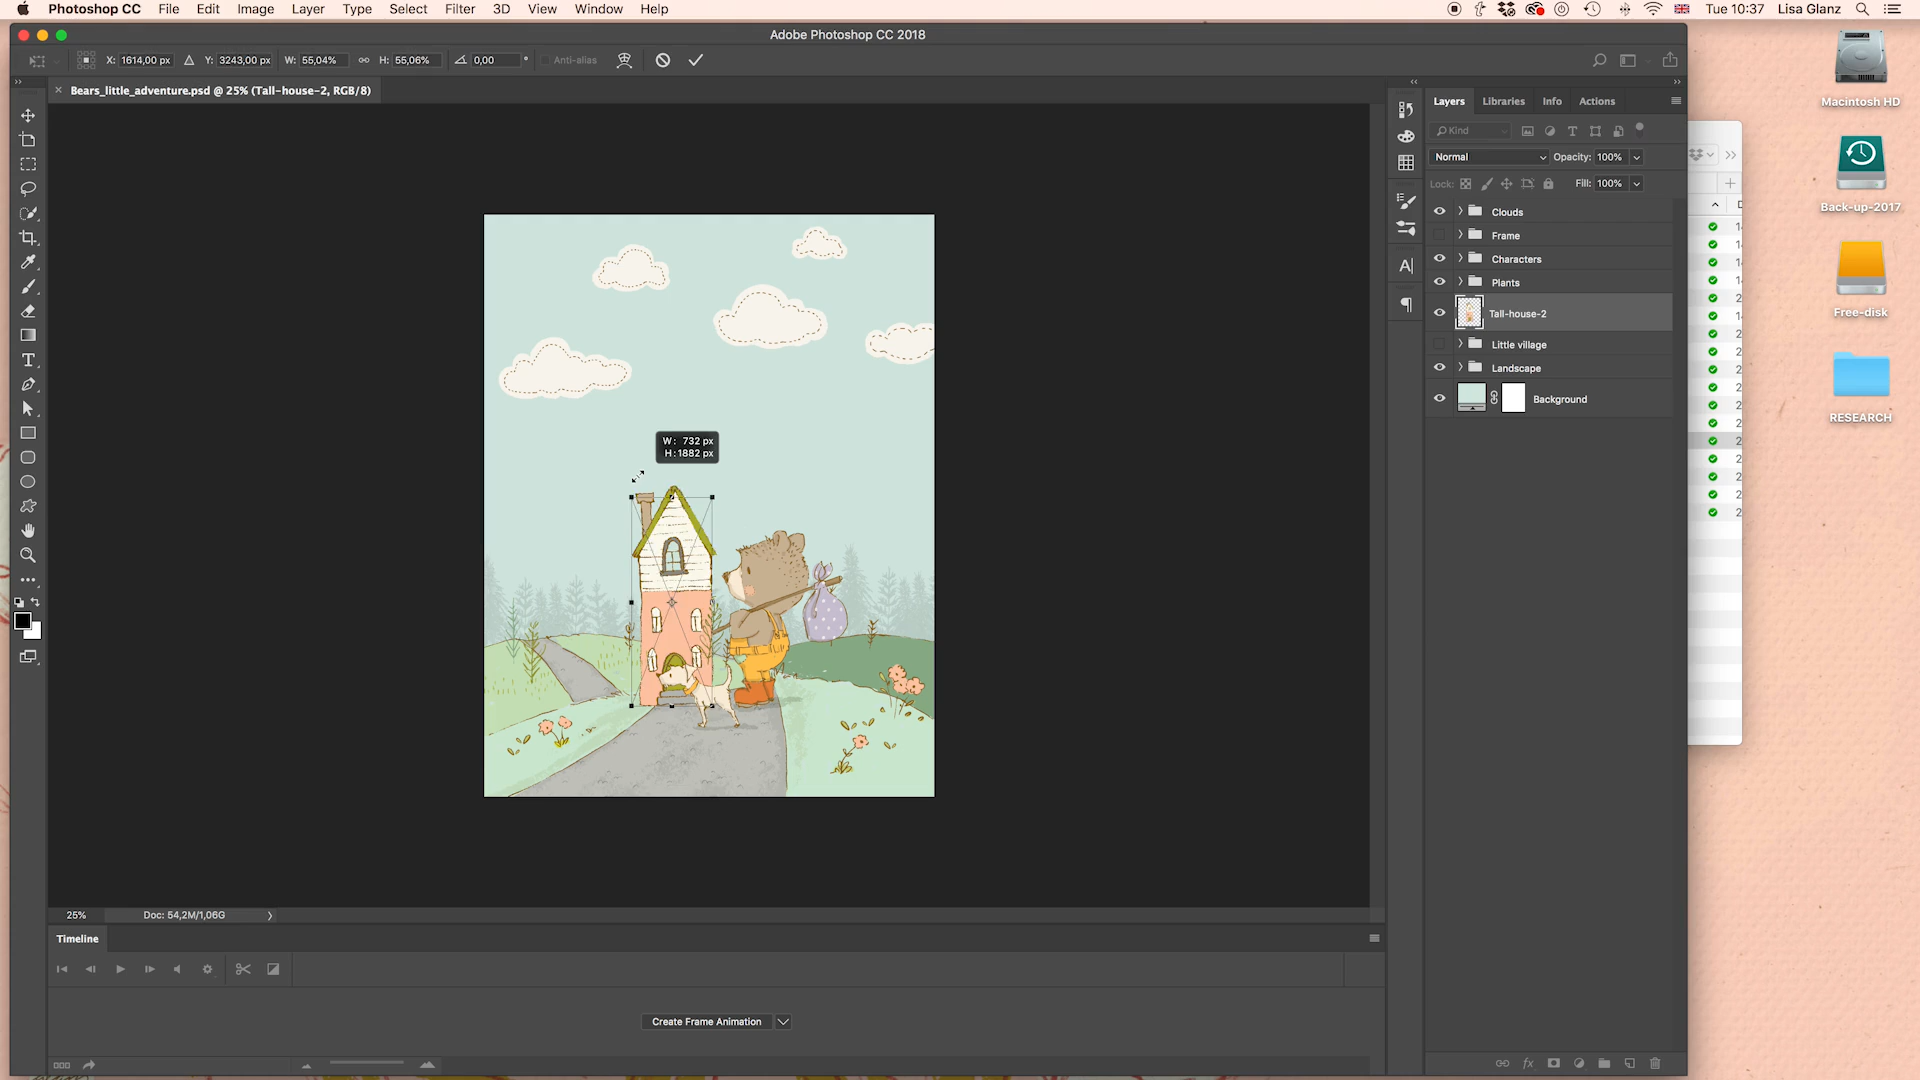 Photoshop CC File Edit Image Layer Type Select Filter 3D View Window Help Tue 10:37 Lisa Glanz
Adobe Photoshop CC 2018
X: 1614,00 px Y: 3243,00 px W: 55,04% H: 55,06% 0,00 ° Anti-alias
Bears_little_adventure.psd @ 25% (Tall-house-2, RGB/8)
Layers Libraries Info Actions
Kind
Normal Opacity: 100%
Lock: Fill: 100%
Clouds
Frame
Characters
Plants
Tall-house-2
Little village
Landscape
Background
W: 732 px
H: 1882 px
Macintosh HD
Back-up-2017
Free-disk
RESEARCH
25% Doc: 54,2M/1,06G
Timeline
Create Frame Animation